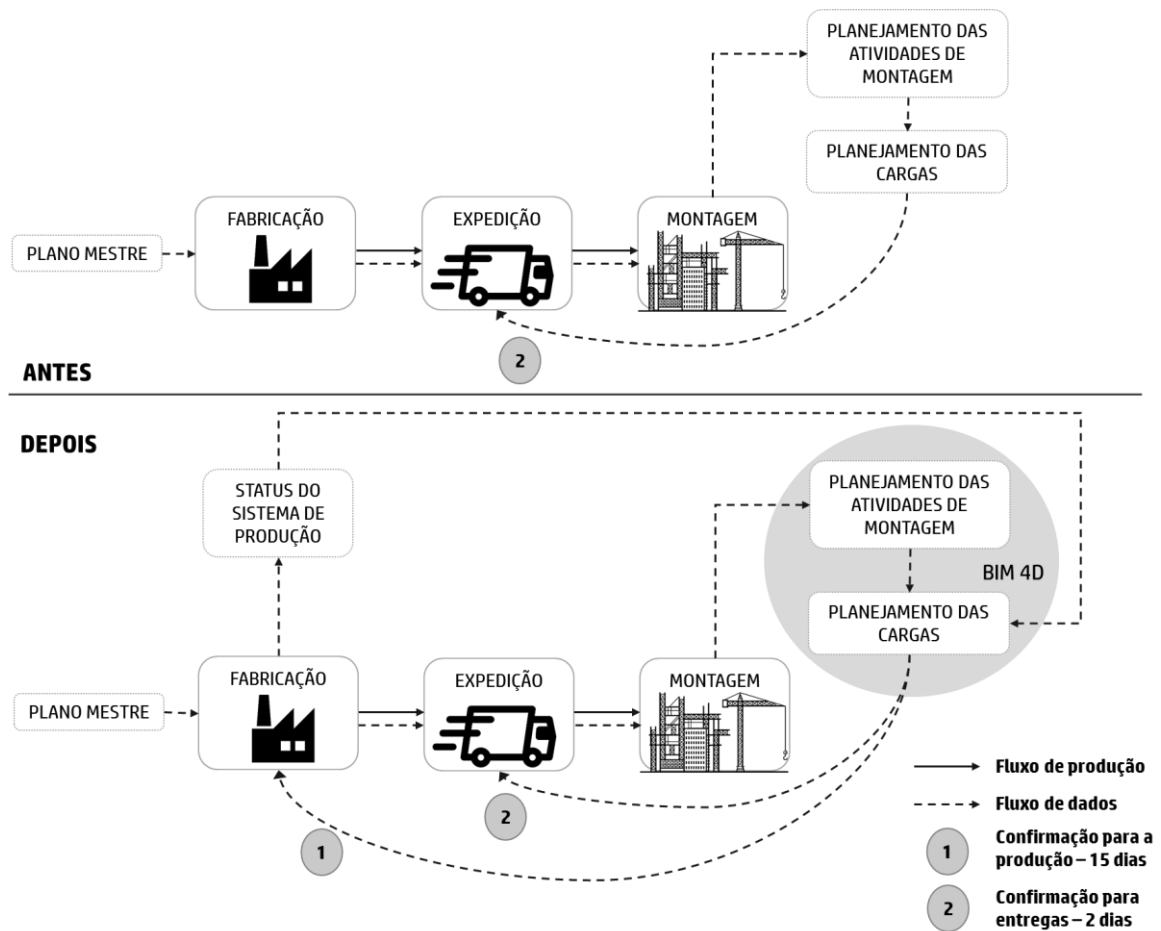 PLANEJAMENTO DAS
ATIVIDADES DE
MONTAGEM
PLANEJAMENTO DAS
CARGAS
FABRICAÇÃO
EXPEDIÇÃO
MONTAGEM
PLANO MESTRE
2
ANTES
DEPOIS
STATUS DO
SISTEMA DE
PRODUÇÃO
PLANEJAMENTO DAS
ATIVIDADES DE
MONTAGEM
BIM 4D
PLANEJAMENTO DAS
CARGAS
FABRICAÇÃO
EXPEDIÇÃO
MONTAGEM
PLANO MESTRE
2
1
Fluxo de produção
Fluxo de dados
1
Confirmação para a
produção – 15 dias
2
Confirmação para
entregas – 2 dias